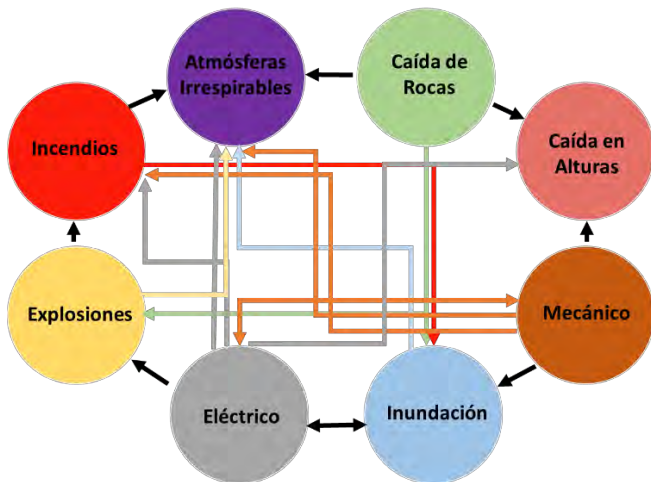 Atmósferas
Irrespirables
Caída de
Rocas
Incendios
Caída en
Alturas
Explosiones
Mecánico
Eléctrico
Inundación